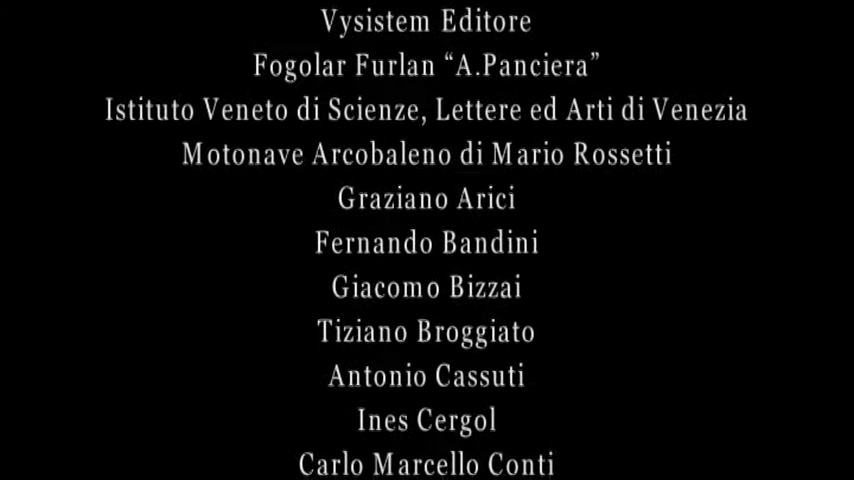 Vysistem Editore
Fogolar Furlan “A.Panciera”
Istituto Veneto di Scienze, Lettere ed Arti di Venezia
Motonave Arcobaleno di Mario Rossetti
Graziano Arici
Fernando Bandini
Giacomo Bizzai
Tiziano Broggiato
Antonio Cassuti
Ines Cergol
Carlo Marcello Conti